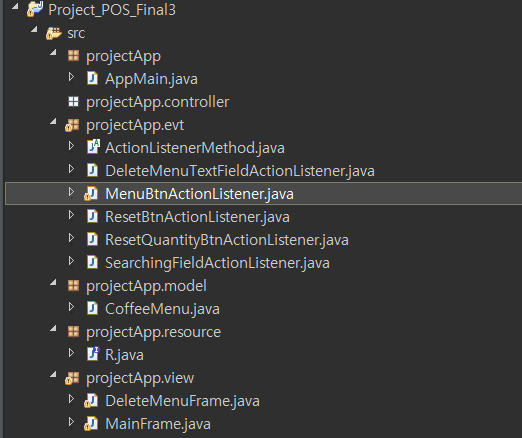 Project_POS_Final3
src
projectApp
AppMain.java
projectApp.controller
projectApp.evt
ActionListenerMethod.java
DeleteMenuTextFieldActionListener.java
MenuBtnActionListener.java
ResetBtnActionListener.java
ResetQuantityBtnActionListener.java
SearchingFieldActionListener.java
projectApp.model
CoffeeMenu.java
projectApp.resource
R.java
projectApp.view
DeleteMenuFrame.java
MainFrame.java